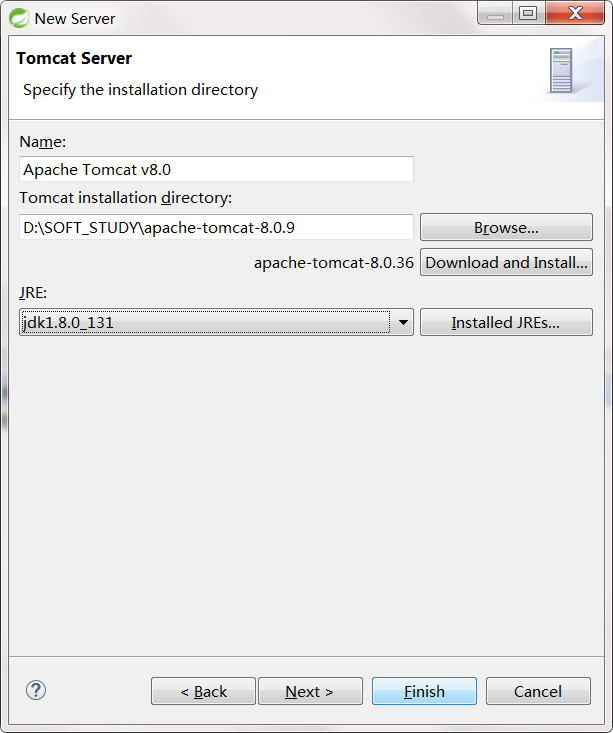 New Server
Tomcat Server
Specify the installation directory
Name:
Apache Tomcat v8.0
Tomcat installation directory:
D:\SOFT_STUDY\apache-tomcat-8.0.9
Browse...
apache-tomcat-8.0.36
Download and Install...
JRE:
jdk1.8.0_131
Installed JREs...
?
< Back
Next >
Finish
Cancel